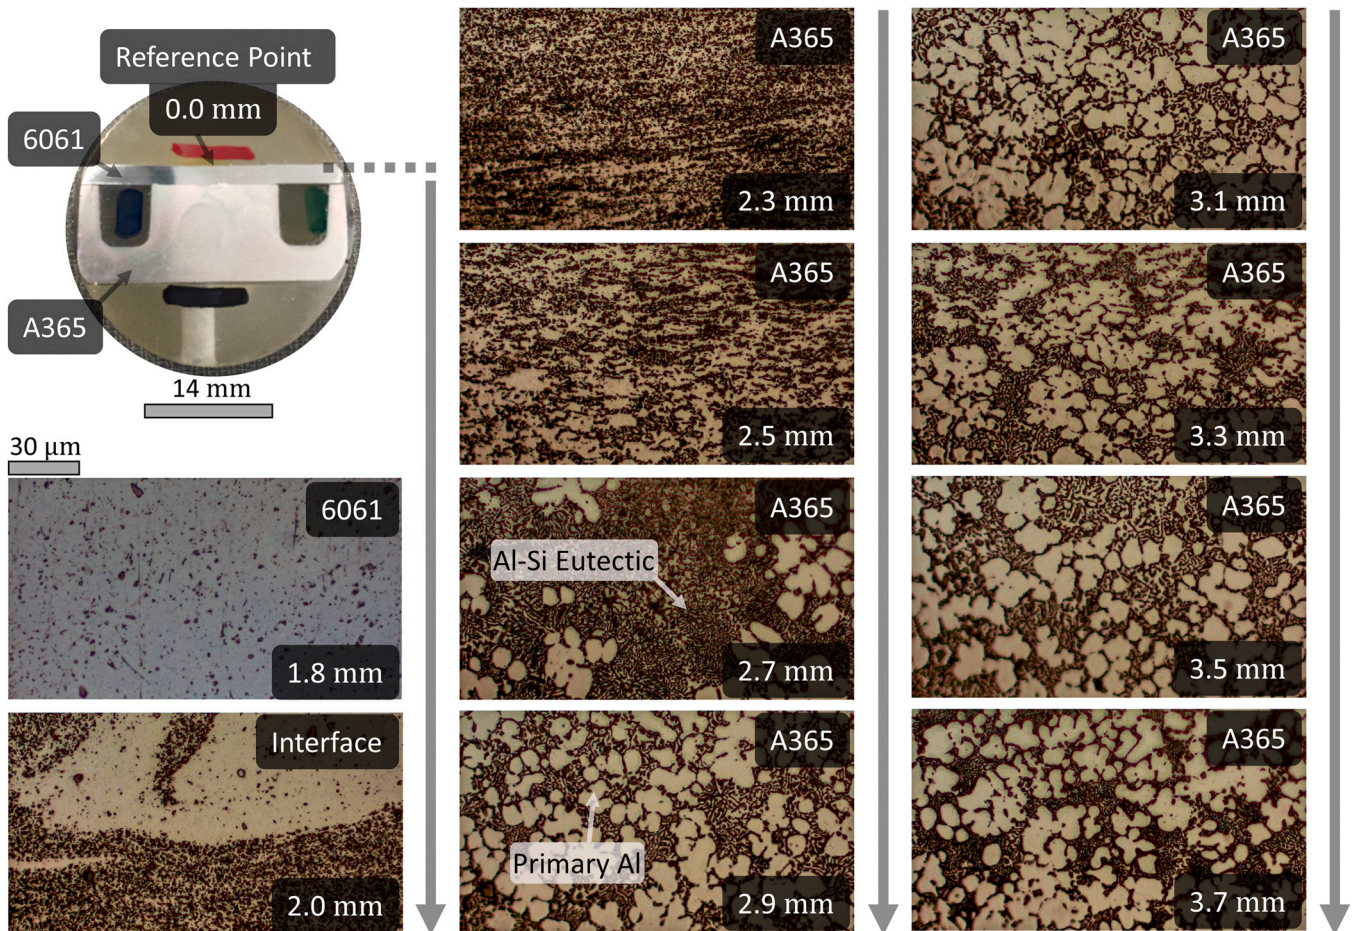 Reference Point
0.0 mm
6061
A365
14 mm
30 μm
6061
1.8 mm
Interface
2.0 mm
A365
2.3 mm
A365
2.5 mm
A365
Al-Si Eutectic
2.7 mm
A365
Primary Al
2.9 mm
A365
3.1 mm
A365
3.3 mm
A365
3.5 mm
A365
3.7 mm